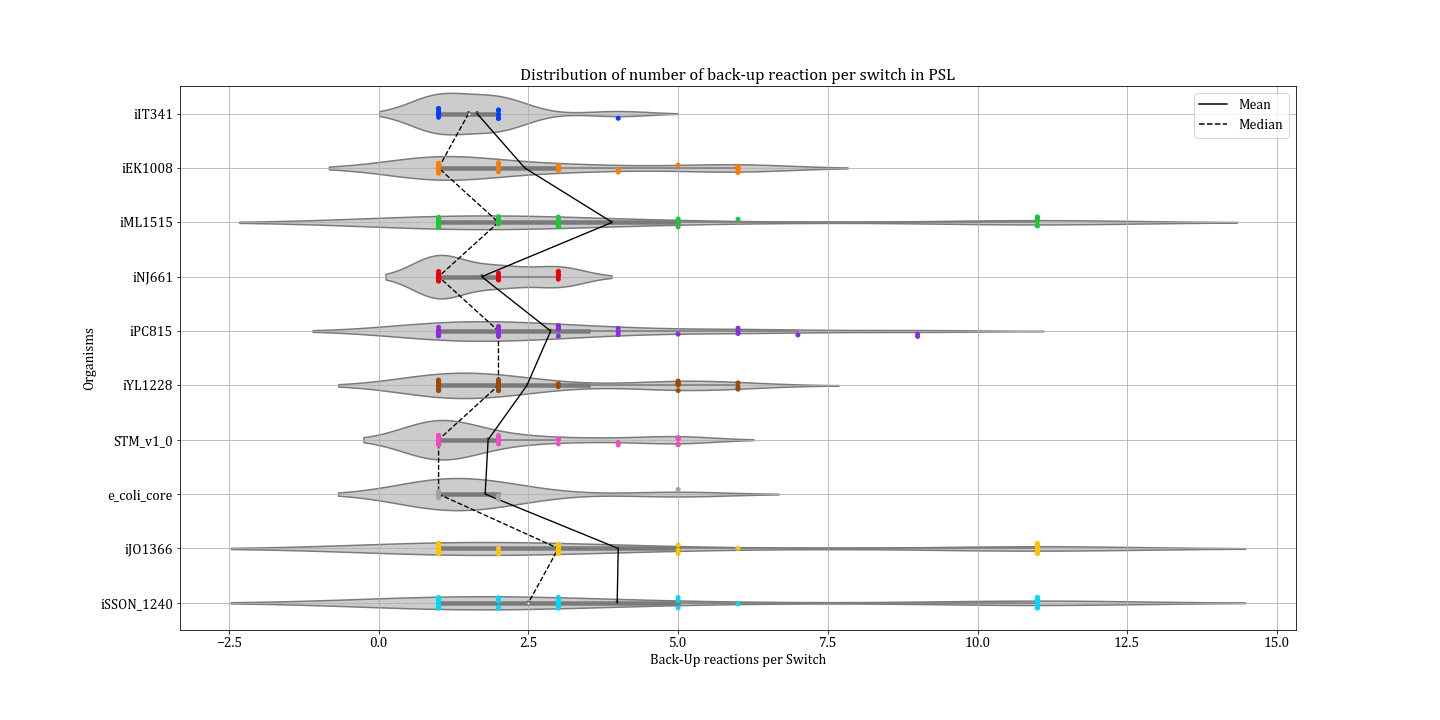 Distribution of number of back-up reaction per switch in PSL
Mean
Median
Organisms
iIT341
iEK1008
iML1515
iNJ661
iPC815
iYL1228
STM_v1_0
e_coli_core
iJO1366
iSSON_1240
−2.5 0.0 2.5 5.0 7.5 10.0 12.5 15.0
Back-Up reactions per Switch